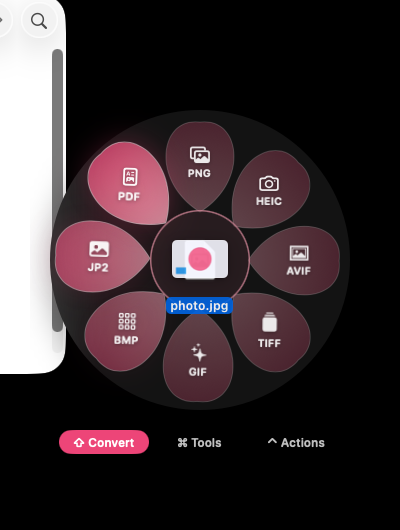 PNG
PDF
HEIC
JP2
AVIF
photo.jpg
BMP
TIFF
GIF
⇧ Convert
⌘ Tools
⌃ Actions